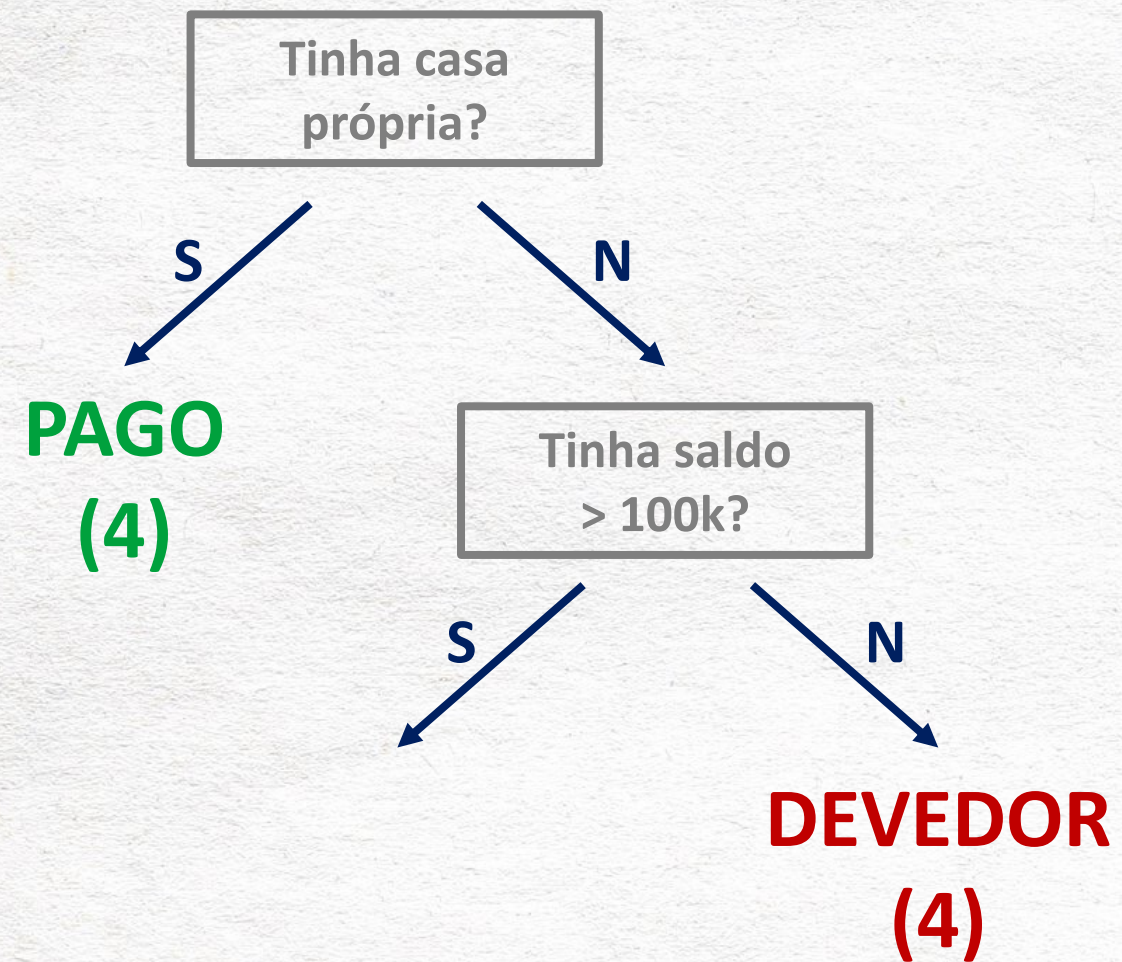 Tinha casa
própria?
S
N
PAGO
(4)
Tinha saldo
> 100k?
S
N
DEVEDOR
(4)